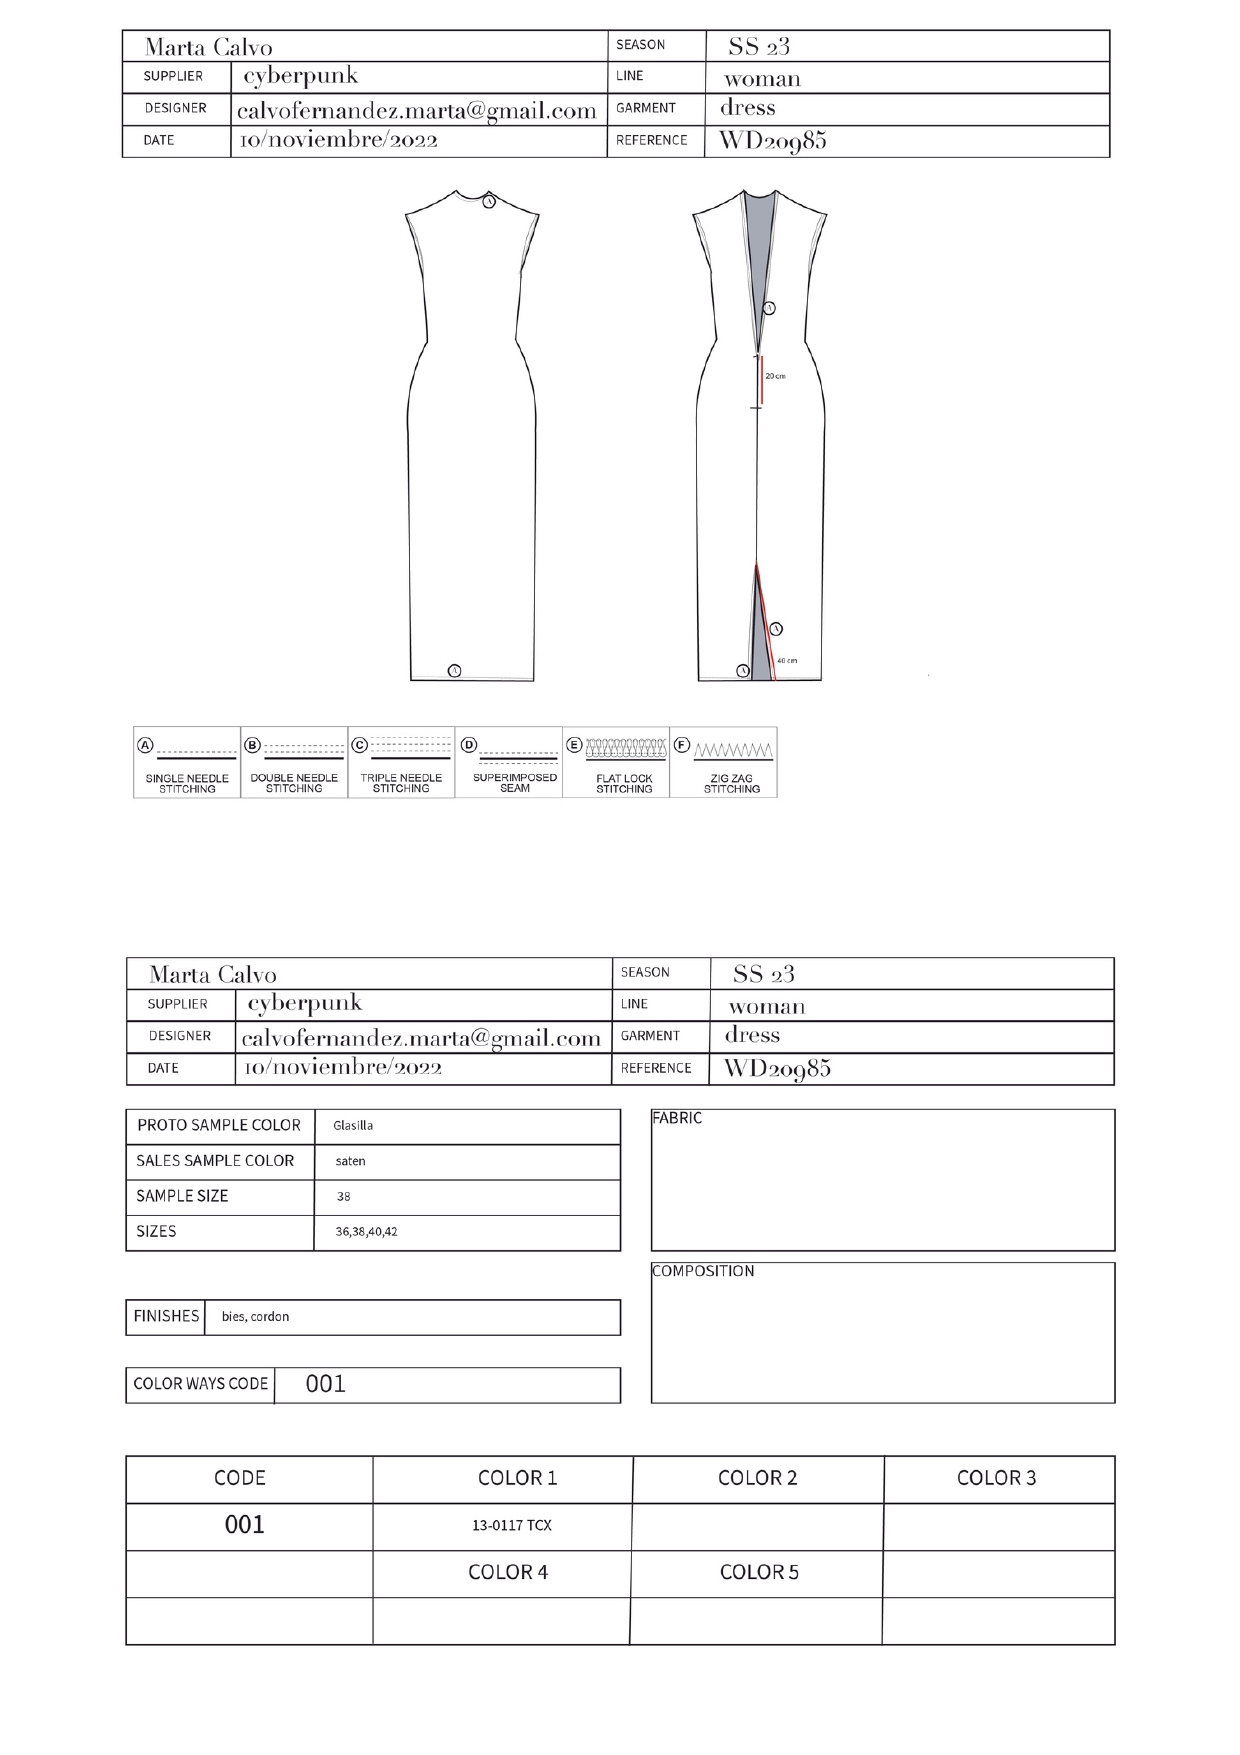 Marta Calvo SEASON SS 23
SUPPLIER cyberpunk LINE woman
DESIGNER calvofernandez.marta@gmail.com GARMENT dress
DATE 10/noviembre/2022 REFERENCE WD20985
A
A
20 cm
A
40 cm
A
A
A B C D E F
SINGLE NEEDLE STITCHING
DOUBLE NEEDLE STITCHING
TRIPLE NEEDLE STITCHING
SUPERIMPOSED SEAM
FLAT LOCK STITCHING
ZIG ZAG STITCHING
Marta Calvo SEASON SS 23
SUPPLIER cyberpunk LINE woman
DESIGNER calvofernandez.marta@gmail.com GARMENT dress
DATE 10/noviembre/2022 REFERENCE WD20985
PROTO SAMPLE COLOR Glasilla
SALES SAMPLE COLOR saten
SAMPLE SIZE 38
SIZES 36,38,40,42
FABRIC
COMPOSITION
FINISHES bies, cordon
COLOR WAYS CODE 001
CODE COLOR 1 COLOR 2 COLOR 3
001 13-0117 TCX
COLOR 4 COLOR 5